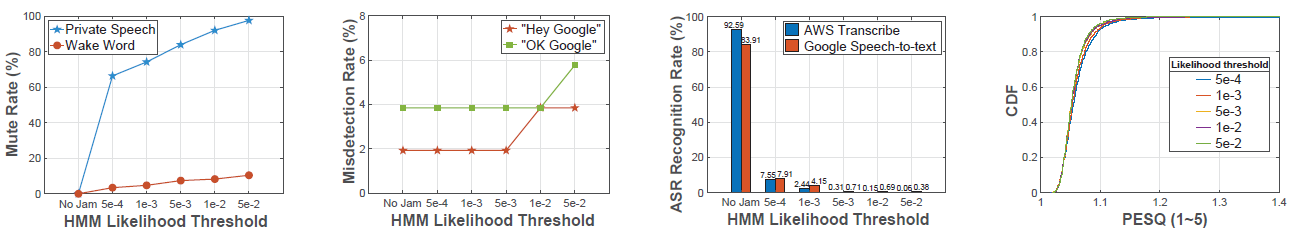 Mute Rate (%)
100
80
60
40
20
0
Private Speech
Wake Word
No Jam 5e-4 1e-3 5e-3 1e-2 5e-2
HMM Likelihood Threshold
Misdetection Rate (%)
8
6
4
2
0
"Hey Google"
"OK Google"
No Jam 5e-4 1e-3 5e-3 1e-2 5e-2
HMM Likelihood Threshold
ASR Recognition Rate (%)
100
80
60
40
20
0
AWS Transcribe
Google Speech-to-text
92.59
83.91
7.55 7.91
2.44 4.15
0.31 0.71
0.15 0.69
0.06 0.38
No Jam 5e-4 1e-3 5e-3 1e-2 5e-2
HMM Likelihood Threshold
CDF
1
0.8
0.6
0.4
0.2
0
Likelihood threshold
5e-4
1e-3
5e-3
1e-2
5e-2
1 1.1 1.2 1.3 1.4
PESQ (1~5)